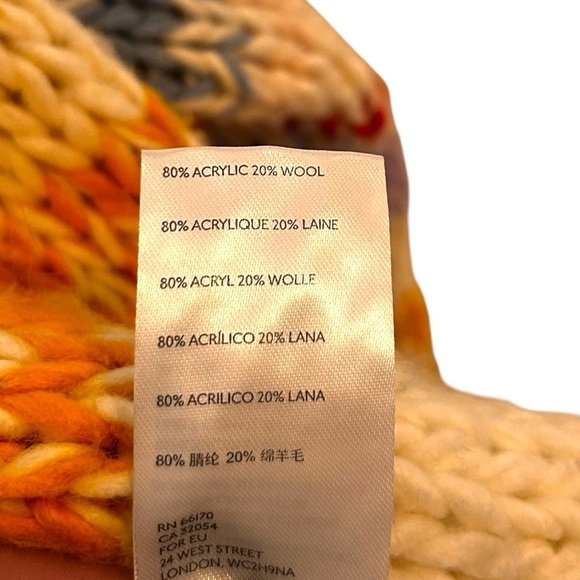 80% ACRYLIC 20% WOOL
80% ACRYLIQUE 20% LAINE
80% ACRYL 20% WOLLE
80% ACRÍLICO 20% LANA
80% ACRILICO 20% LANA
80% 腈纶 20% 绵羊毛
RN 66170
CA 32054
FOR EU
24 WEST STREET
LONDON, WC2H9NA